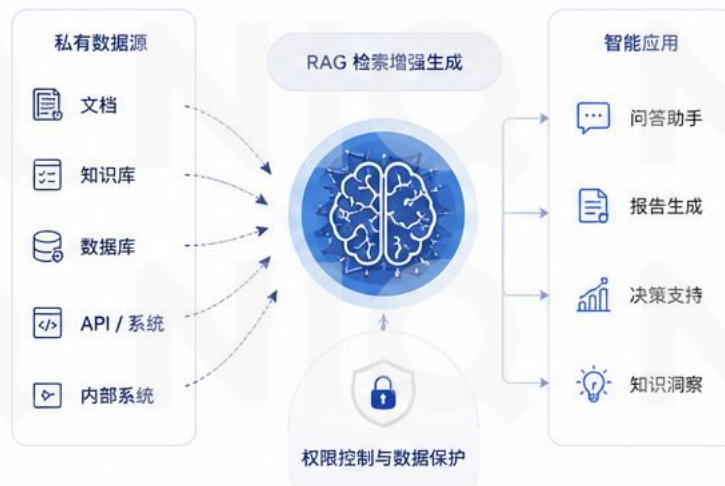 私有数据源
文档
知识库
数据库
API / 系统
内部系统
RAG 检索增强生成
权限控制与数据保护
智能应用
问答助手
报告生成
决策支持
知识洞察